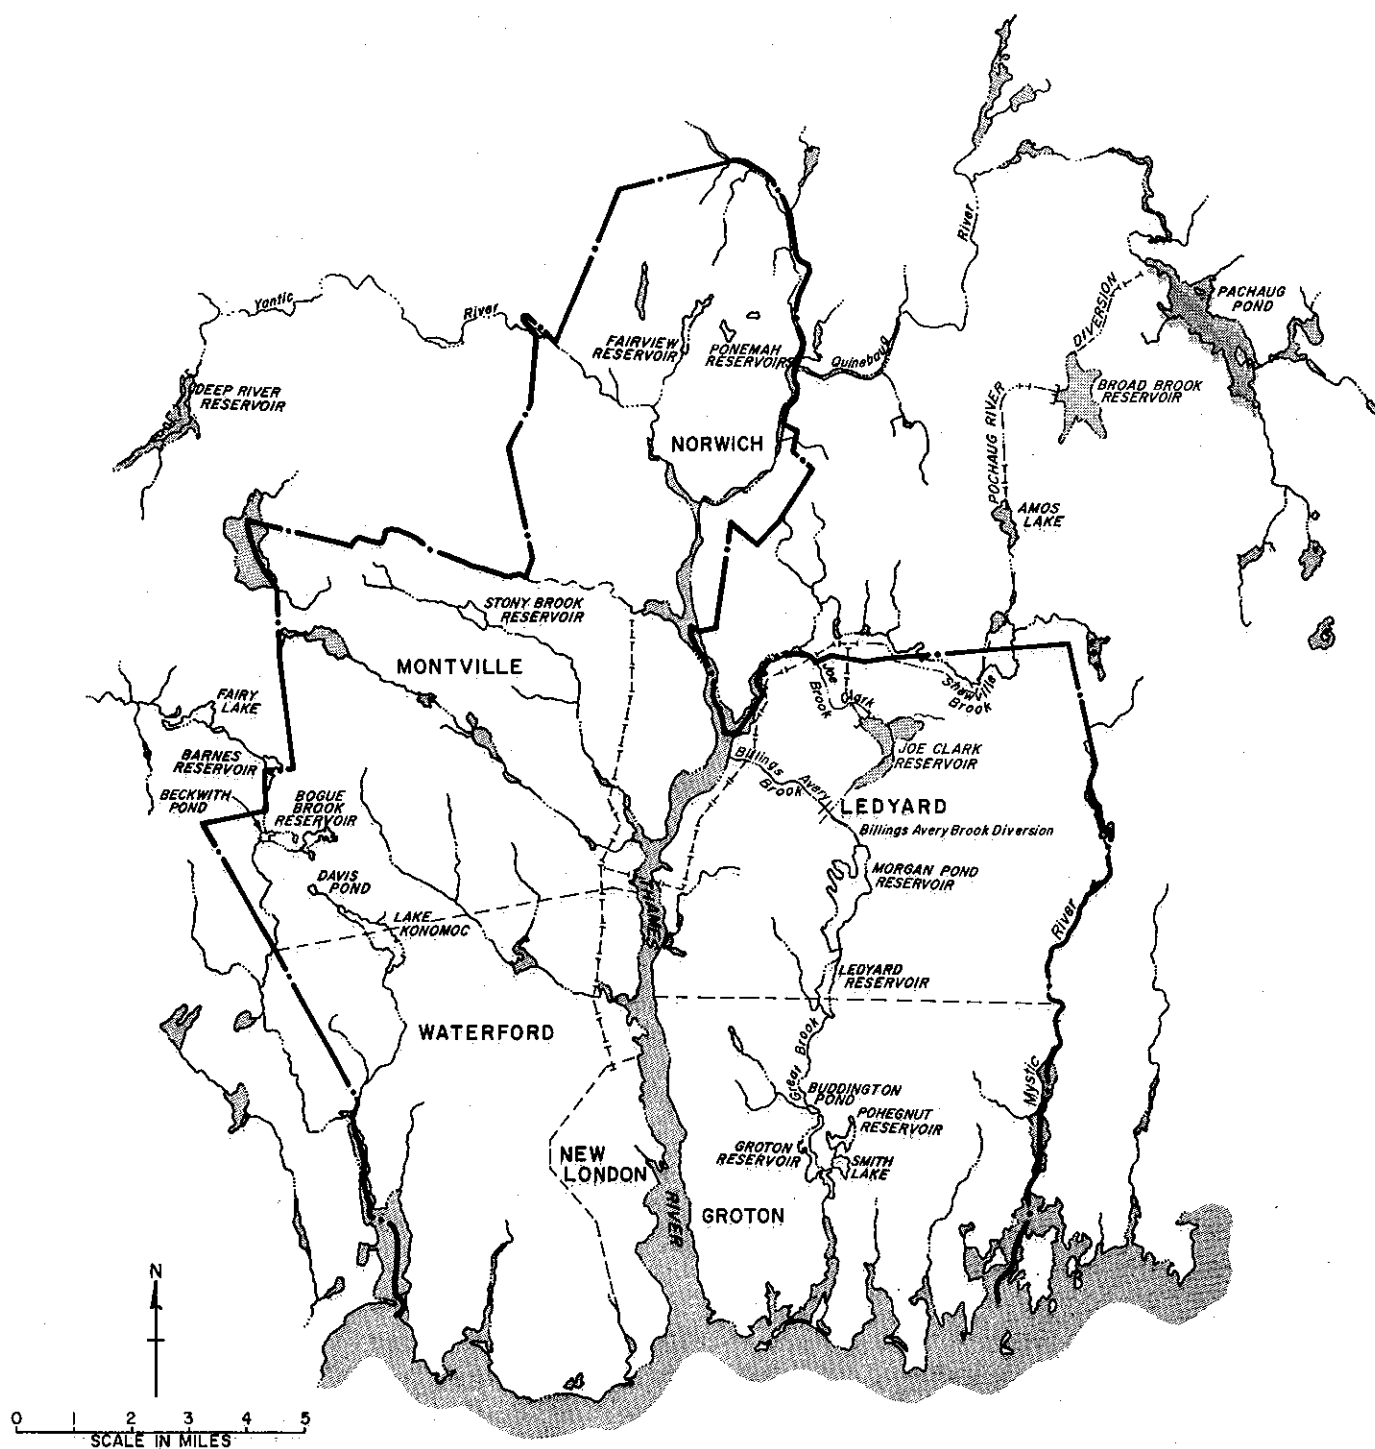 River
PACHAUG
POND
DIVERSION
Yantic
River
FAIRVIEW
RESERVOIR
PONEMAH
RESERVOIRS
Quinebaug
DEEP RIVER
RESERVOIR
BROAD BROOK
RESERVOIR
POCHAUG RIVER
NORWICH
AMOS
LAKE
STONY BROOK
RESERVOIR
MONTVILLE
Joe
Clark
Brook
Shewville
Brook
FAIRY
LAKE
BARNES
RESERVOIR
JOE CLARK
RESERVOIR
Billings
Avery
Brook
BECKWITH
POND
BOGUE
BROOK
RESERVOIR
LEDYARD
Billings Avery Brook Diversion
DAVIS
POND
MORGAN POND
RESERVOIR
LAKE
KONOMOC
THAMES
River
LEDYARD
RESERVOIR
WATERFORD
Great Brook
Mystic
BUDDINGTON
POND
POHEGNUT
RESERVOIR
GROTON
RESERVOIR
SMITH
LAKE
NEW
LONDON
RIVER
GROTON
N
0 1 2 3 4 5
SCALE IN MILES